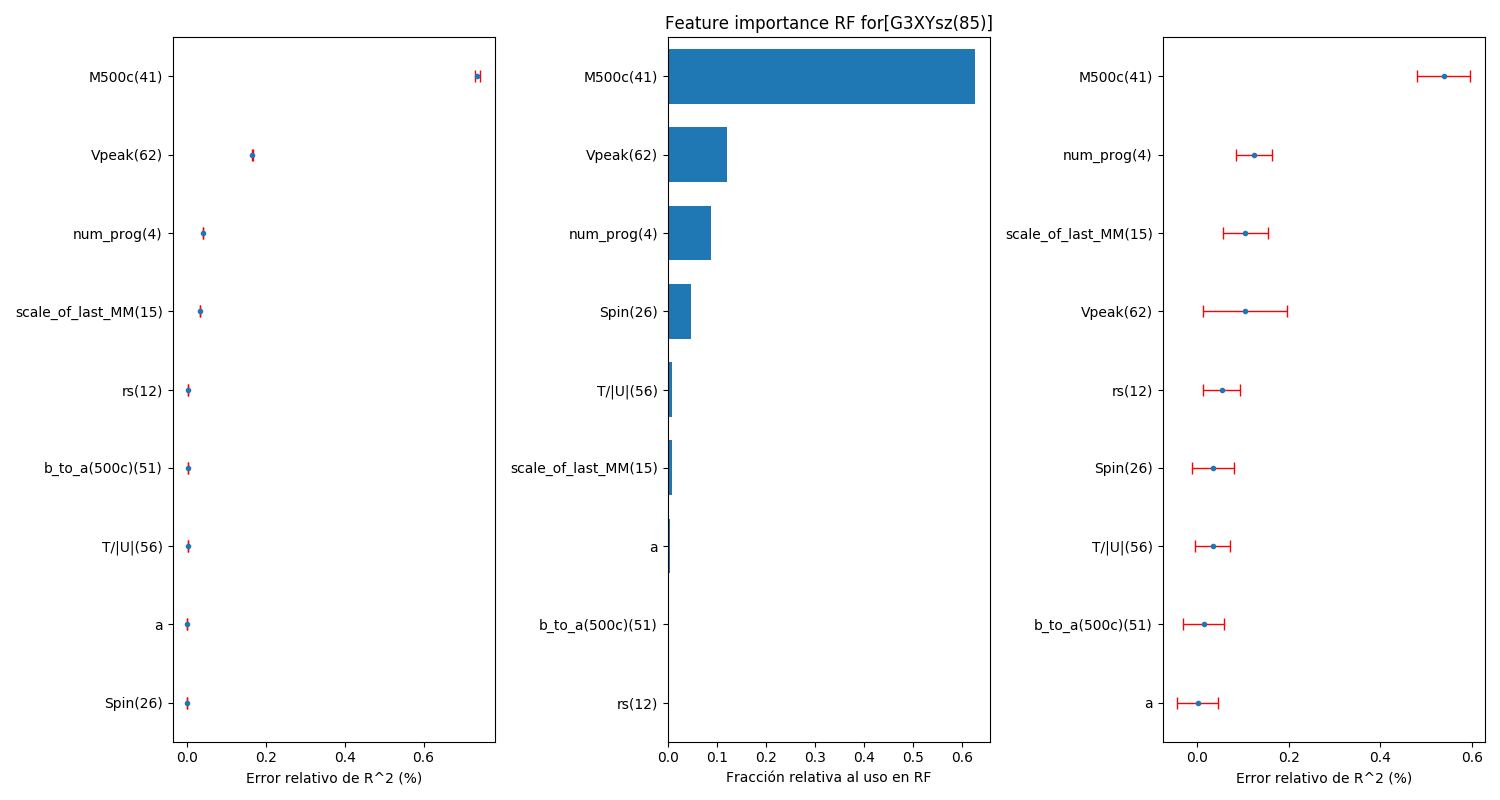 Feature importance RF for[G3XYsz(85)]
M500c(41)
Vpeak(62)
num_prog(4)
scale_of_last_MM(15)
rs(12)
b_to_a(500c)(51)
T/|U|(56)
a
Spin(26)
0.0 0.2 0.4 0.6
Error relativo de R^2 (%)
M500c(41)
Vpeak(62)
num_prog(4)
Spin(26)
T/|U|(56)
scale_of_last_MM(15)
a
b_to_a(500c)(51)
rs(12)
0.0 0.1 0.2 0.3 0.4 0.5 0.6
Fracción relativa al uso en RF
M500c(41)
num_prog(4)
scale_of_last_MM(15)
Vpeak(62)
rs(12)
Spin(26)
T/|U|(56)
b_to_a(500c)(51)
a
0.0 0.2 0.4 0.6
Error relativo de R^2 (%)